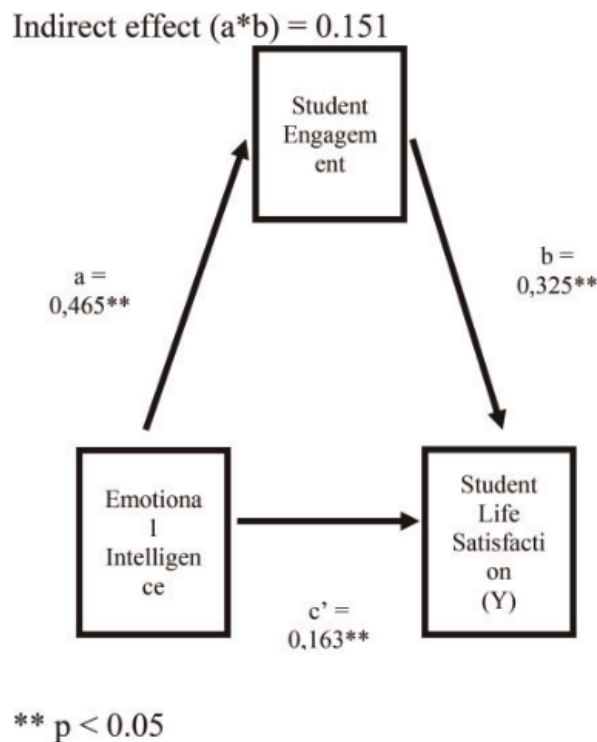 Indirect effect (a*b) = 0.151
Student
Engagem
ent
a =
0,465**
b =
0,325**
Emotiona
l
Intelligen
ce
Student
Life
Satisfacti
on
(Y)
c’ =
0,163**
** p < 0.05